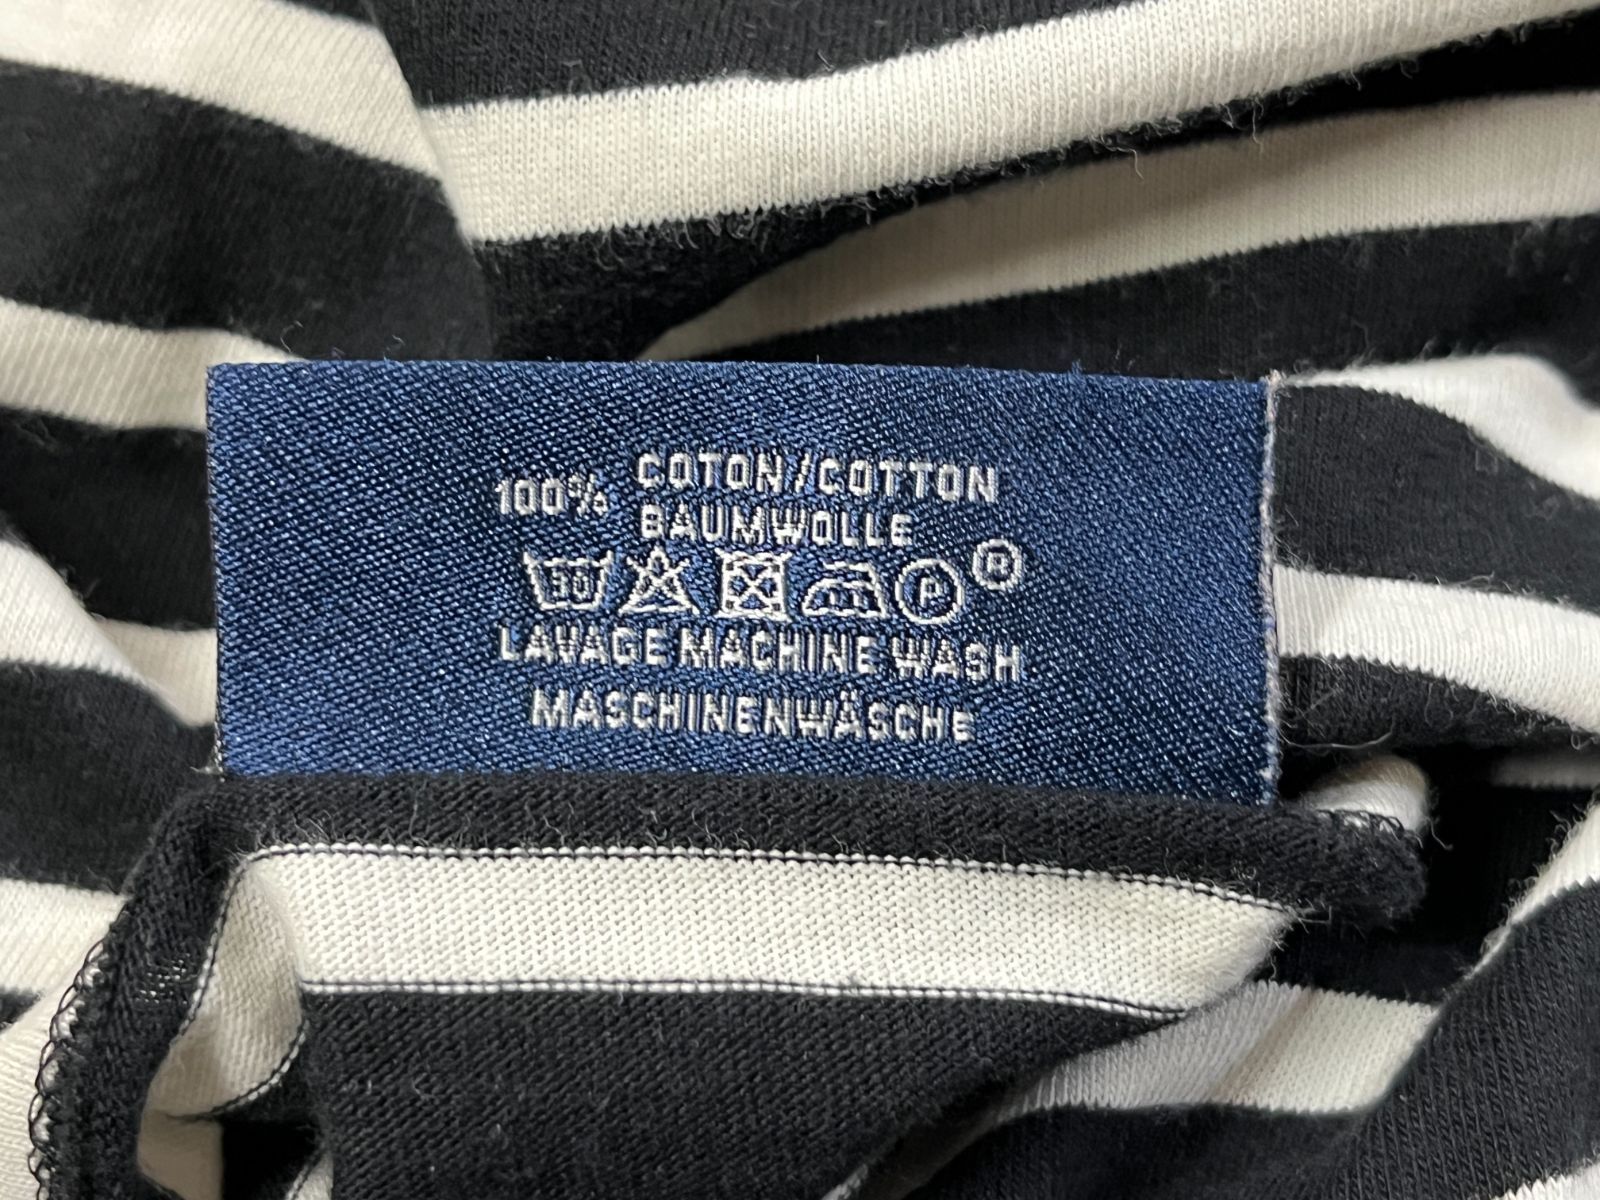 100% COTON/COTTON
BAUMWOLLE
P ®
LAVAGE MACHINE WASH
MASCHINENWÄSCHE